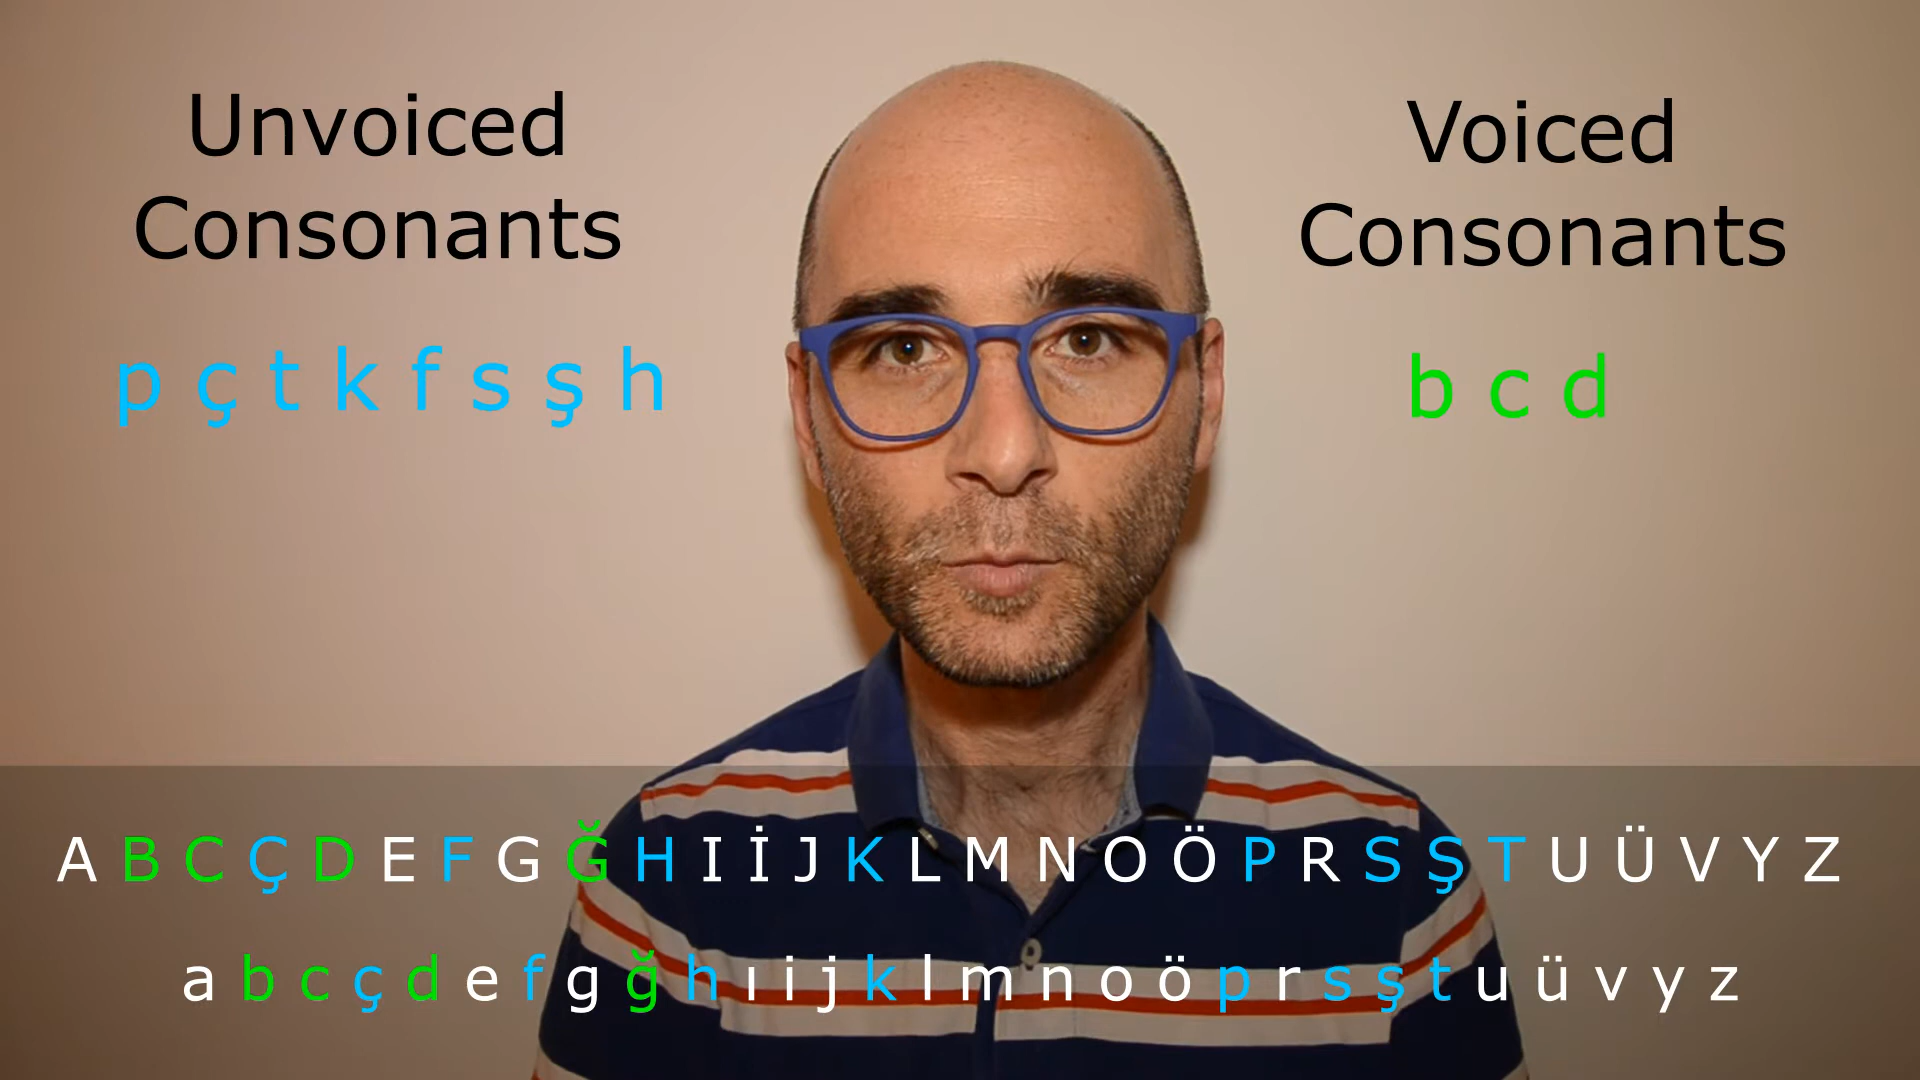 Unvoiced
Consonants
p ç t k f s ş h
Voiced
Consonants
b c d
A B C Ç D E F G Ğ H I İ J K L M N O Ö P R S Ş T U Ü V Y Z
a b c ç d e f g ğ h ı i j k l m n o ö p r s ş t u ü v y z